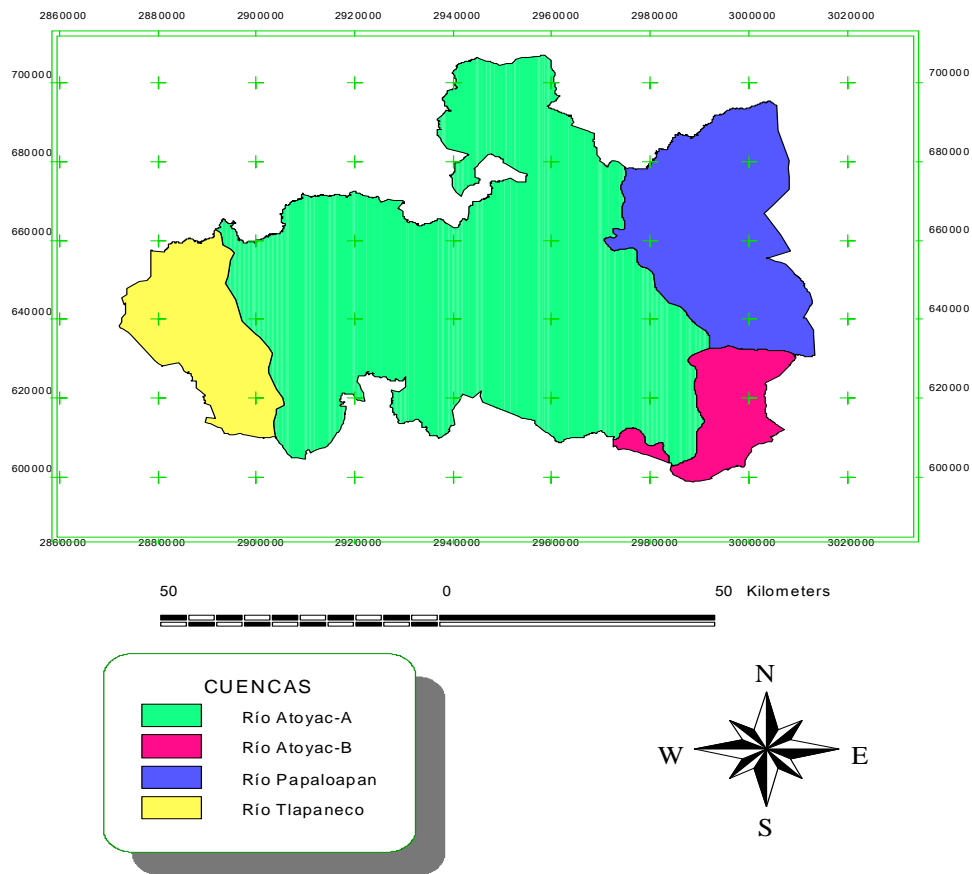 2860000 2880000 2900000 2920000 2940000 2960000 2980000 3000000 3020000
700000 700000
680000 680000
660000 660000
640000 640000
620000 620000
600000 600000
2860000 2880000 2900000 2920000 2940000 2960000 2980000 3000000 3020000
50 0 50 Kilometers
CUENCAS
Río Atoyac-A
Río Atoyac-B
Río Papaloapan
Río Tlapaneco
N
W E
S